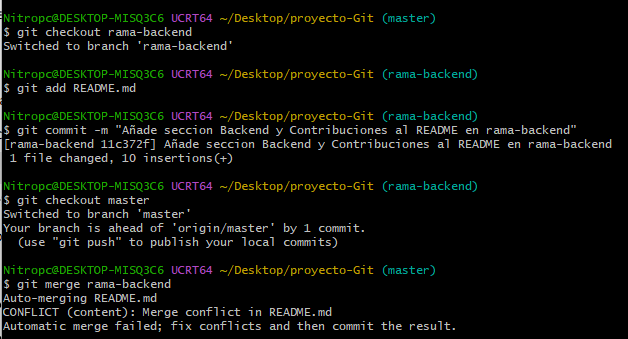 Nitropc@DESKTOP-MISQ3C6 UCRT64 ~/Desktop/proyecto-Git (master)
$ git checkout rama-backend
Switched to branch 'rama-backend'
Nitropc@DESKTOP-MISQ3C6 UCRT64 ~/Desktop/proyecto-Git (rama-backend)
$ git add README.md
Nitropc@DESKTOP-MISQ3C6 UCRT64 ~/Desktop/proyecto-Git (rama-backend)
$ git commit -m "Añade seccion Backend y Contribuciones al README en rama-backend"
[rama-backend 11c372f] Añade seccion Backend y Contribuciones al README en rama-backend
1 file changed, 10 insertions(+)
Nitropc@DESKTOP-MISQ3C6 UCRT64 ~/Desktop/proyecto-Git (rama-backend)
$ git checkout master
Switched to branch 'master'
Your branch is ahead of 'origin/master' by 1 commit.
(use "git push" to publish your local commits)
Nitropc@DESKTOP-MISQ3C6 UCRT64 ~/Desktop/proyecto-Git (master)
$ git merge rama-backend
Auto-merging README.md
CONFLICT (content): Merge conflict in README.md
Automatic merge failed; fix conflicts and then commit the result.